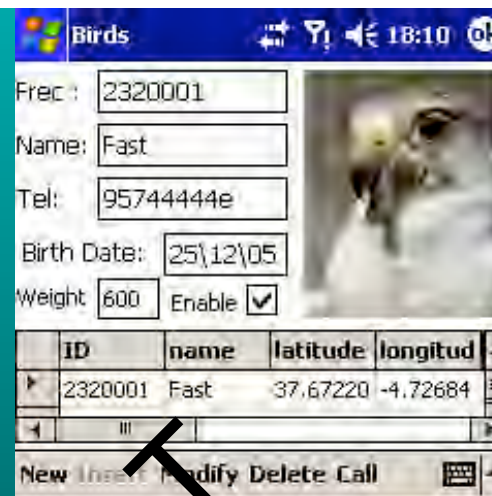 Birds 18:10 ok
Frec : 2320001
Name: Fast
Tel: 95744444e
Birth Date: 25\12\05
Weight 600 Enable
ID name latitude longitud
2320001 Fast 37.67220 -4.72684
New Insert Modify Delete Call